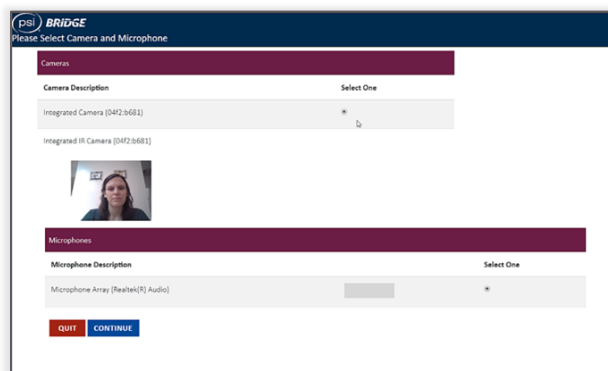 psi BRIDGE
Please Select Camera and Microphone
Cameras
Camera Description Select One
Integrated Camera (04f2:b681)
Integrated IR Camera (04f2:b681)
Microphones
Microphone Description Select One
Microphone Array (Realtek(R) Audio)
QUIT CONTINUE